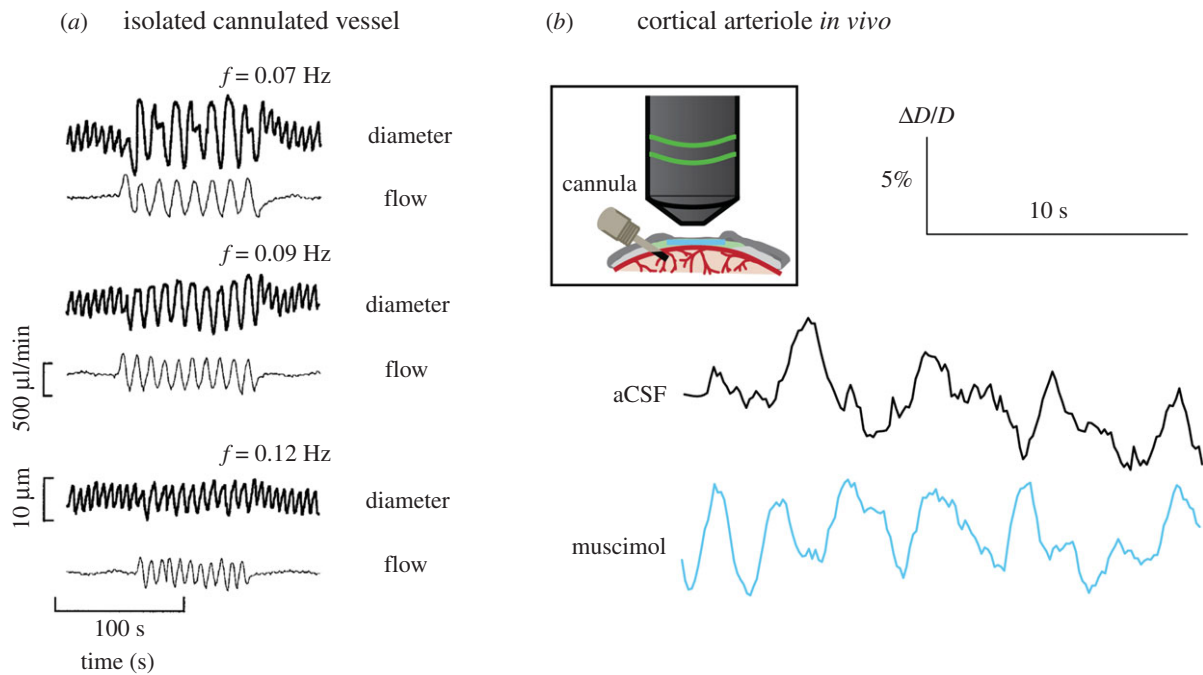 (a) isolated cannulated vessel
f = 0.07 Hz
diameter
flow
f = 0.09 Hz
diameter
flow
500 µl/min
f = 0.12 Hz
diameter
10 µm
flow
100 s
time (s)
(b) cortical arteriole in vivo
cannula
ΔD/D
5%
10 s
aCSF
muscimol